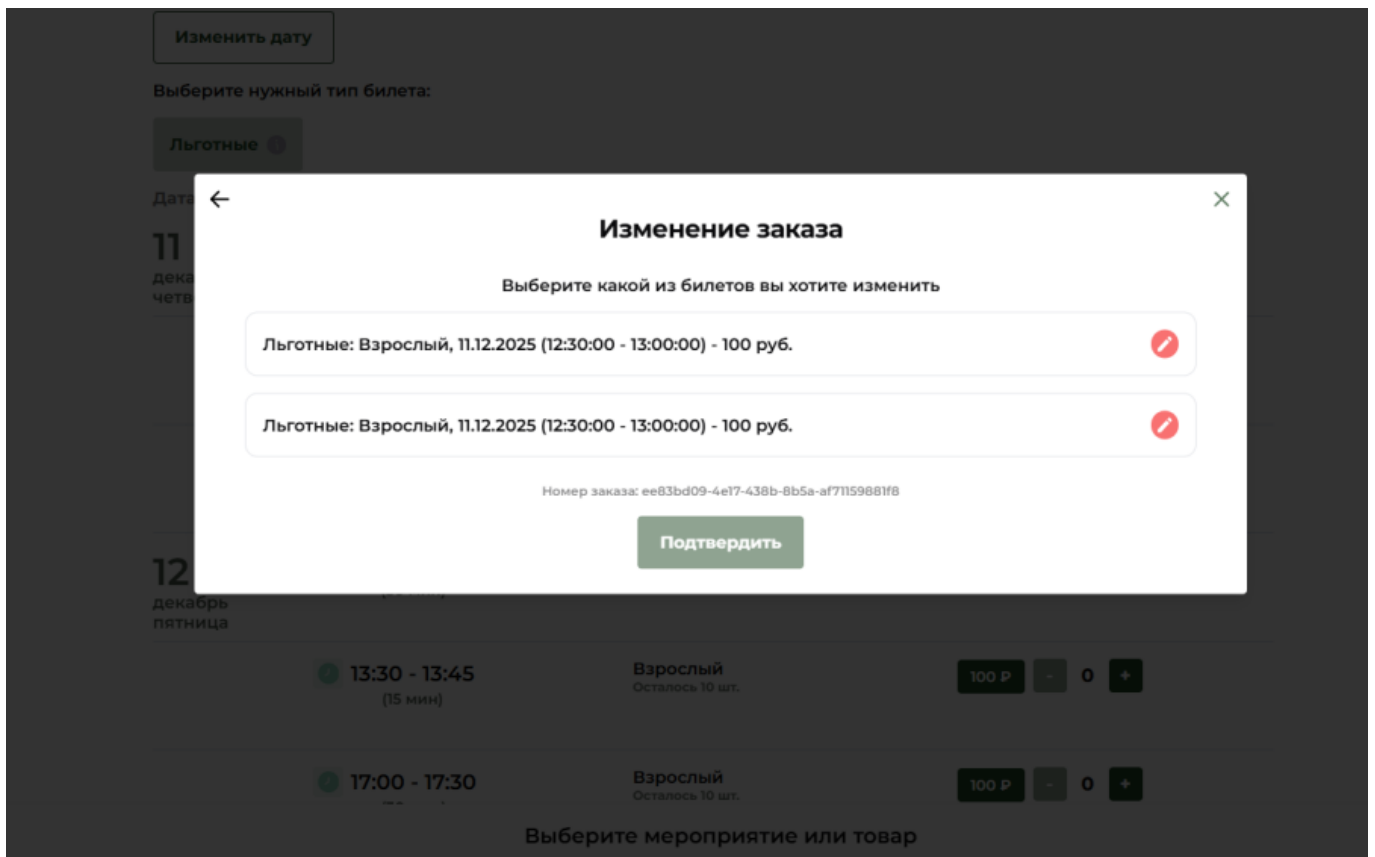 Изменить дату
Выберите нужный тип билета:
Льготные
Дата
11
дека
четв
Изменение заказа
Выберите какой из билетов вы хотите изменить
Льготные: Взрослый, 11.12.2025 (12:30:00 - 13:00:00) - 100 руб.
Льготные: Взрослый, 11.12.2025 (12:30:00 - 13:00:00) - 100 руб.
Номер заказа: ee83bd09-4e17-438b-8b5a-af71159881f8
Подтвердить
12
декабрь
пятница
13:30 - 13:45
(15 мин)
Взрослый
Осталось 10 шт.
100 ₽ - 0 +
17:00 - 17:30
Взрослый
Осталось 10 шт.
100 ₽ - 0 +
Выберите мероприятие или товар